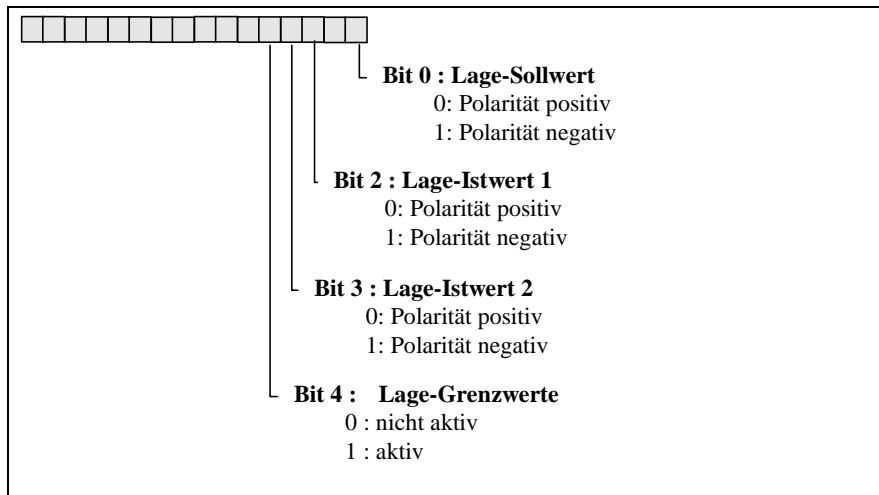 Bit 0 : Lage-Sollwert
0: Polarität positiv
1: Polarität negativ
Bit 2 : Lage-Istwert 1
0: Polarität positiv
1: Polarität negativ
Bit 3 : Lage-Istwert 2
0: Polarität positiv
1: Polarität negativ
Bit 4 : Lage-Grenzwerte
0 : nicht aktiv
1 : aktiv